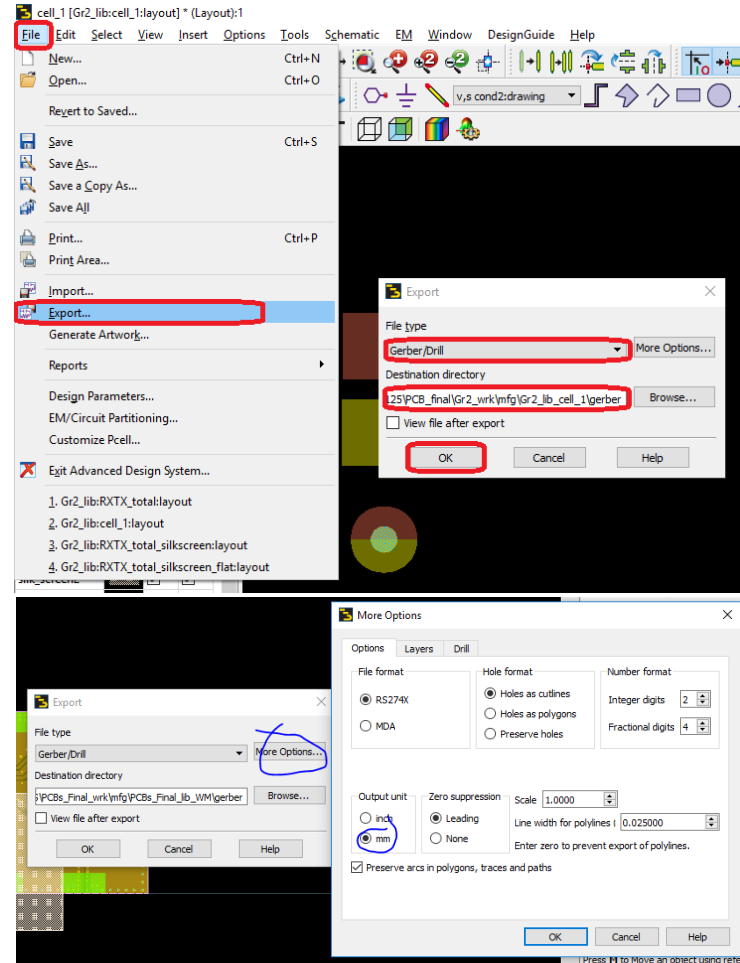 cell_1 [Gr2_lib:cell_1:layout] * (Layout):1
File Edit Select View Insert Options Tools Schematic EM Window DesignGuide Help
New... Ctrl+N
Open... Ctrl+O
Revert to Saved...
v,s cond2:drawing
Save Ctrl+S
Save As...
Save a Copy As...
Save All
Print... Ctrl+P
Print Area...
Import...
Export...
Generate Artwork...
Reports
Design Parameters...
EM/Circuit Partitioning...
Customize Pcell...
Exit Advanced Design System...
1. Gr2_lib:RXTX_total:layout
2. Gr2_lib:cell_1:layout
3. Gr2_lib:RXTX_total_silkscreen:layout
4. Gr2_lib:RXTX_total_silkscreen_flat:layout
Export
File type
Gerber/Drill More Options...
Destination directory
125\PCB_final\Gr2_wrk\mfg\Gr2_lib_cell_1\gerber Browse...
View file after export
OK Cancel Help
Export
File type
Gerber/Drill More Options...
Destination directory
\PCBs_Final_wrk\mfg\PCBs_Final_lib_WM\gerber Browse...
View file after export
OK Cancel Help
More Options
Options Layers Drill
File format Hole format Number format
RS274X Holes as cutlines Integer digits 2
MDA Holes as polygons Fractional digits 4
Preserve holes
Output unit Zero suppression Scale 1.0000
inch Leading Line width for polylines ( 0.025000
mm None Enter zero to prevent export of polylines.
Preserve arcs in polygons, traces and paths
OK Cancel Help
Press M to Move an object using refe